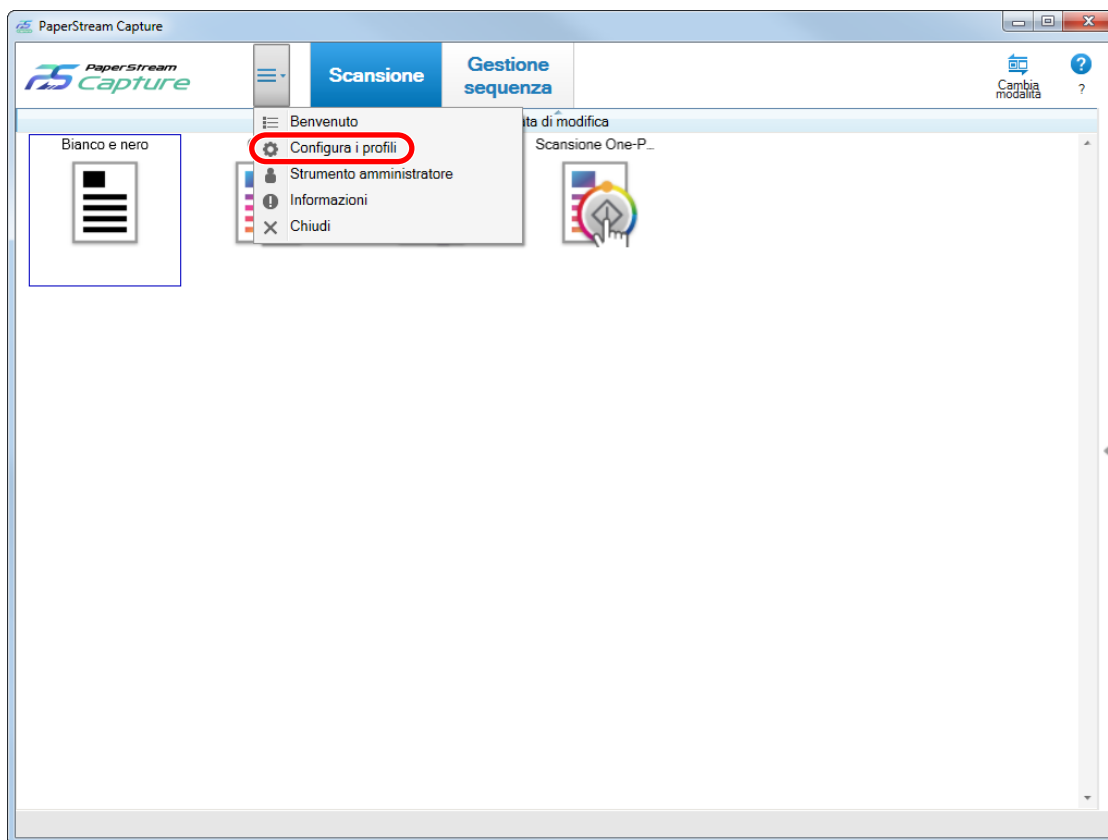 PaperStream Capture
PaperStream
Capture
Scansione
Gestione
sequenza
Cambia
modalità
?
?
di modifica
Bianco e nero
Scansione One-P...
Benvenuto
Configura i profili
Strumento amministratore
Informazioni
Chiudi